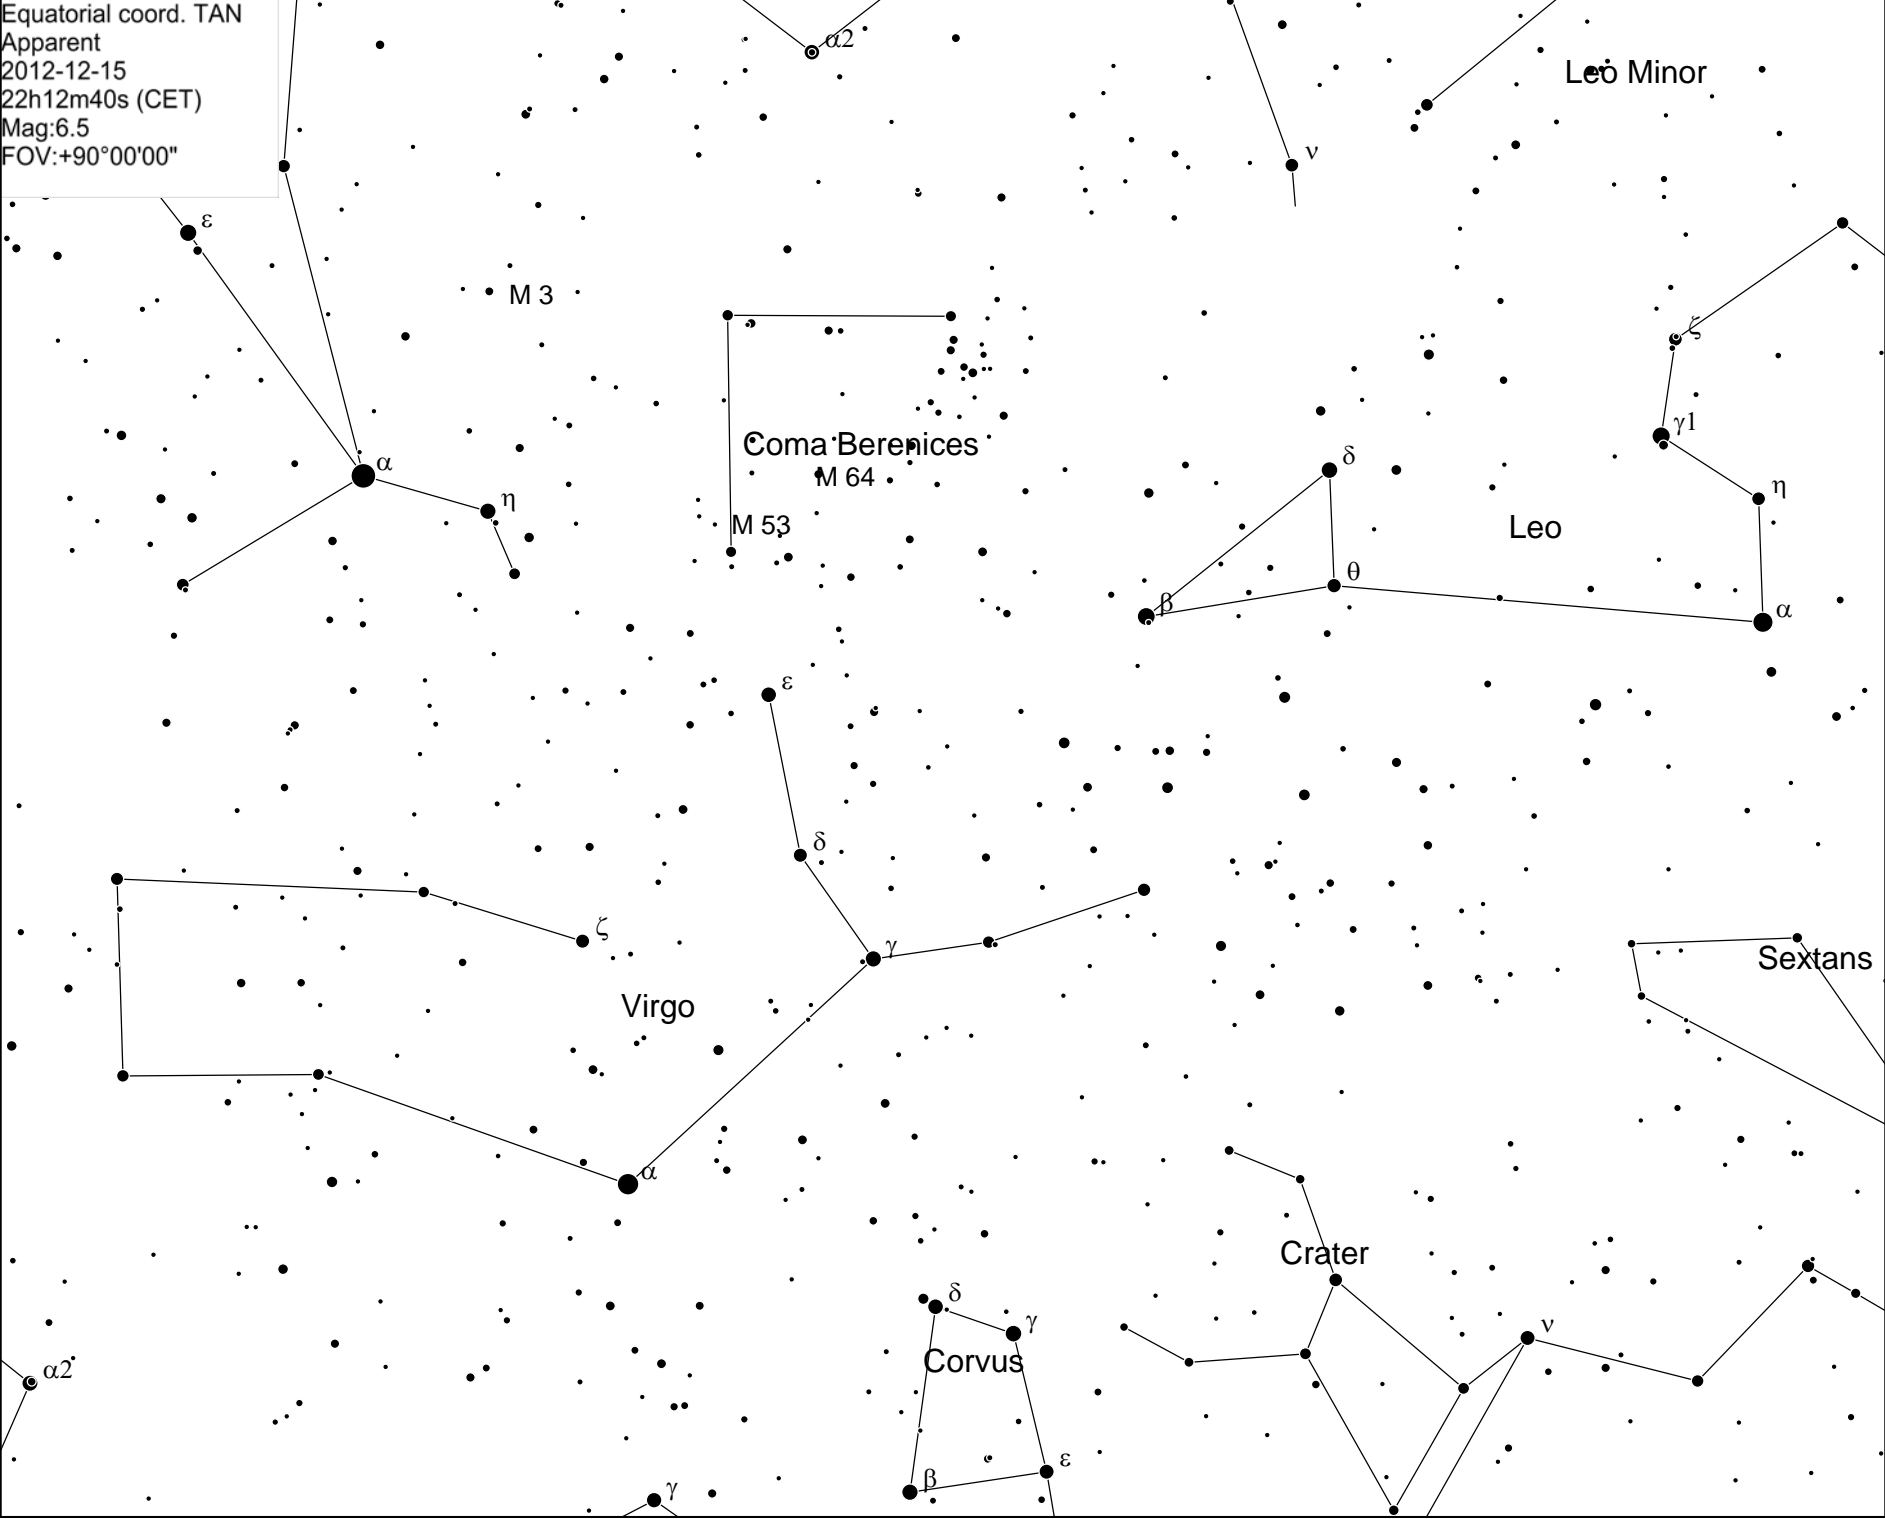 Equatorial coord. TAN
Apparent
2012-12-15
22h12m40s (CET)
Mag:6.5
FOV:+90°00'00"
α2
Leo Minor
ν
ε
M 3
ζ
γ1
Coma Berenices
α
δ
M 64
η
η
M 53
Leo
θ
β
α
ε
δ
ζ
γ
Sextans
Virgo
α
Crater
δ
γ
ν
Corvus
α2
ε
β
γ